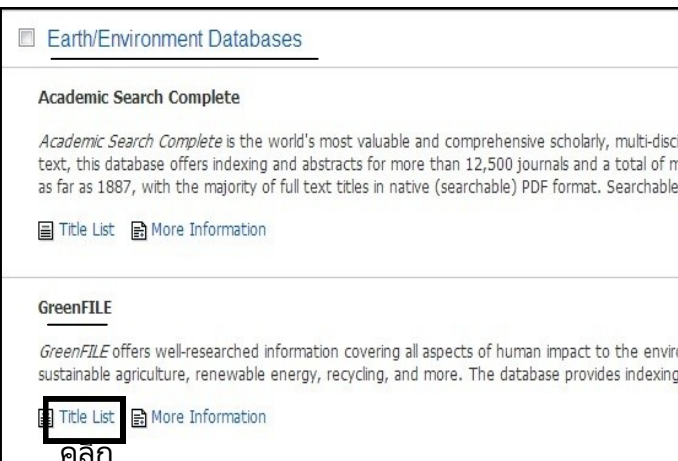 Earth/Environment Databases
Academic Search Complete
Academic Search Complete is the world's most valuable and comprehensive scholarly, multi-disc
text, this database offers indexing and abstracts for more than 12,500 journals and a total of
as far as 1887, with the majority of full text titles in native (searchable) PDF format. Searchable
Title List More Information
GreenFILE
GreenFILE offers well-researched information covering all aspects of human impact to the envir
sustainable agriculture, renewable energy, recycling, and more. The database provides indexing
Title List More Information
คลิก